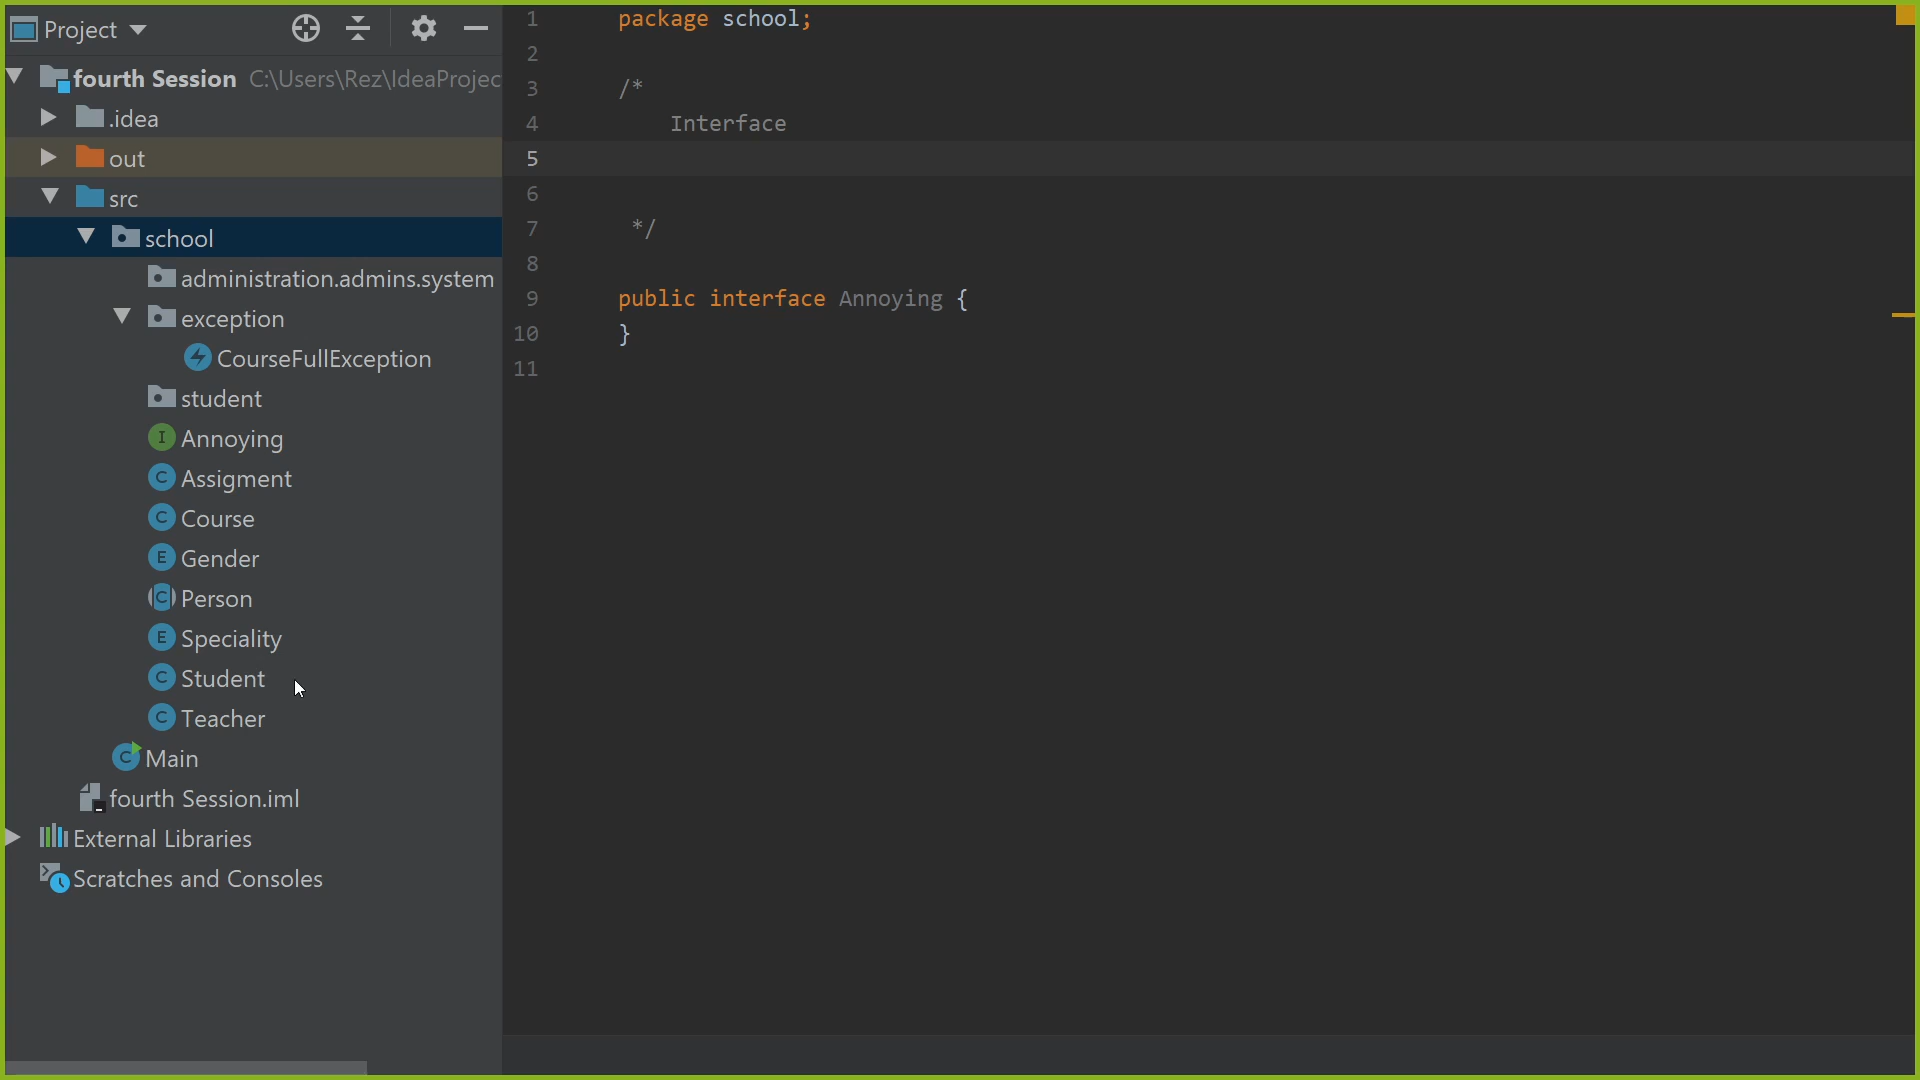 Project
fourth Session C:\Users\Rez\IdeaProjec
.idea
out
src
school
administration.admins.system
exception
CourseFullException
student
Annoying
Assigment
Course
Gender
Person
Speciality
Student
Teacher
Main
fourth Session.iml
External Libraries
Scratches and Consoles
1 package school;
2
3 /*
4 Interface
5
6
7 */
8
9 public interface Annoying {
10 }
11